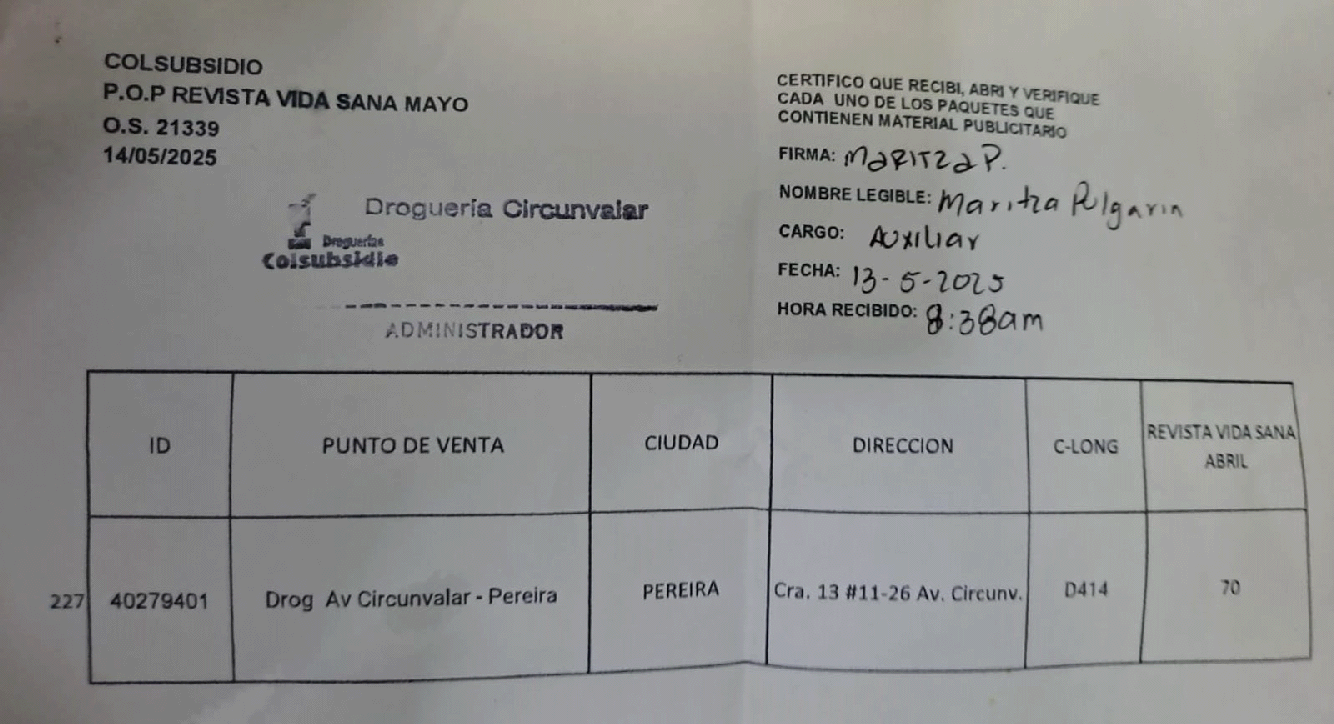 COLSUBSIDIO
P.O.P REVISTA VIDA SANA MAYO
O.S. 21339
14/05/2025
Droguería Circunvalar
Droguerías
Colsubsidio
ADMINISTRADOR
CERTIFICO QUE RECIBI, ABRI Y VERIFIQUE
CADA UNO DE LOS PAQUETES QUE
CONTIENEN MATERIAL PUBLICITARIO
FIRMA: MARITZA P.
NOMBRE LEGIBLE: Maritza Pulgarin
CARGO: Auxiliar
FECHA: 13-5-2025
HORA RECIBIDO: 8:38am
ID PUNTO DE VENTA CIUDAD DIRECCION C-LONG REVISTA VIDA SANA ABRIL
227 40279401 Drog Av Circunvalar - Pereira PEREIRA Cra. 13 #11-26 Av. Circunv. D414 70